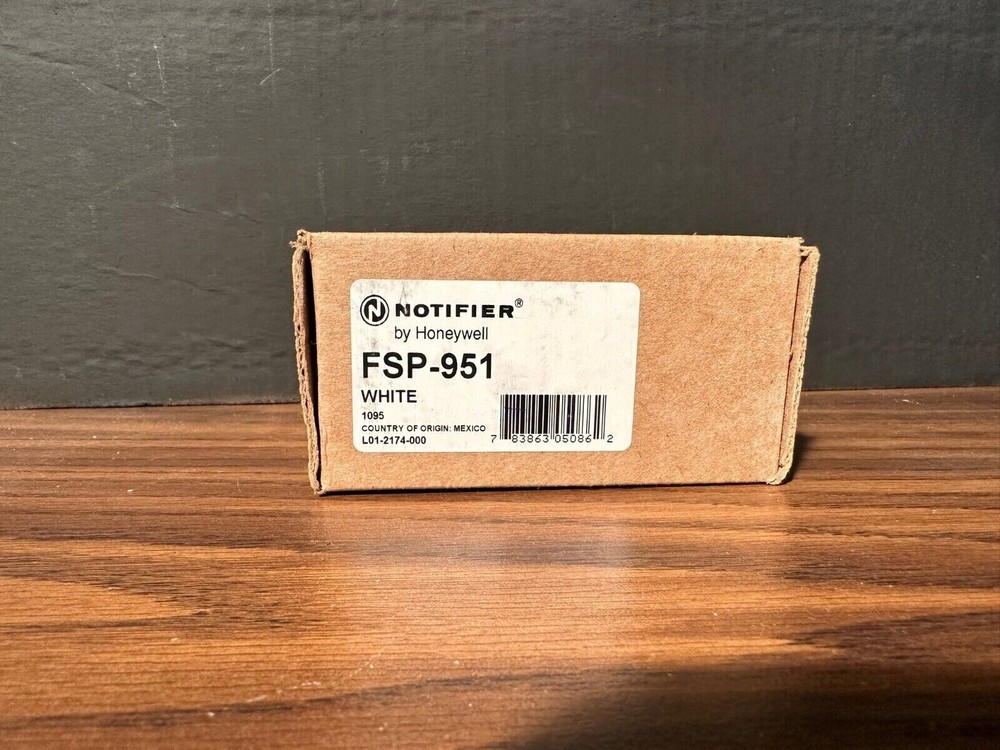 N NOTIFIER®
by Honeywell
FSP-951
WHITE
1095
COUNTRY OF ORIGIN: MEXICO
L01-2174-000
7 83863 05086 2